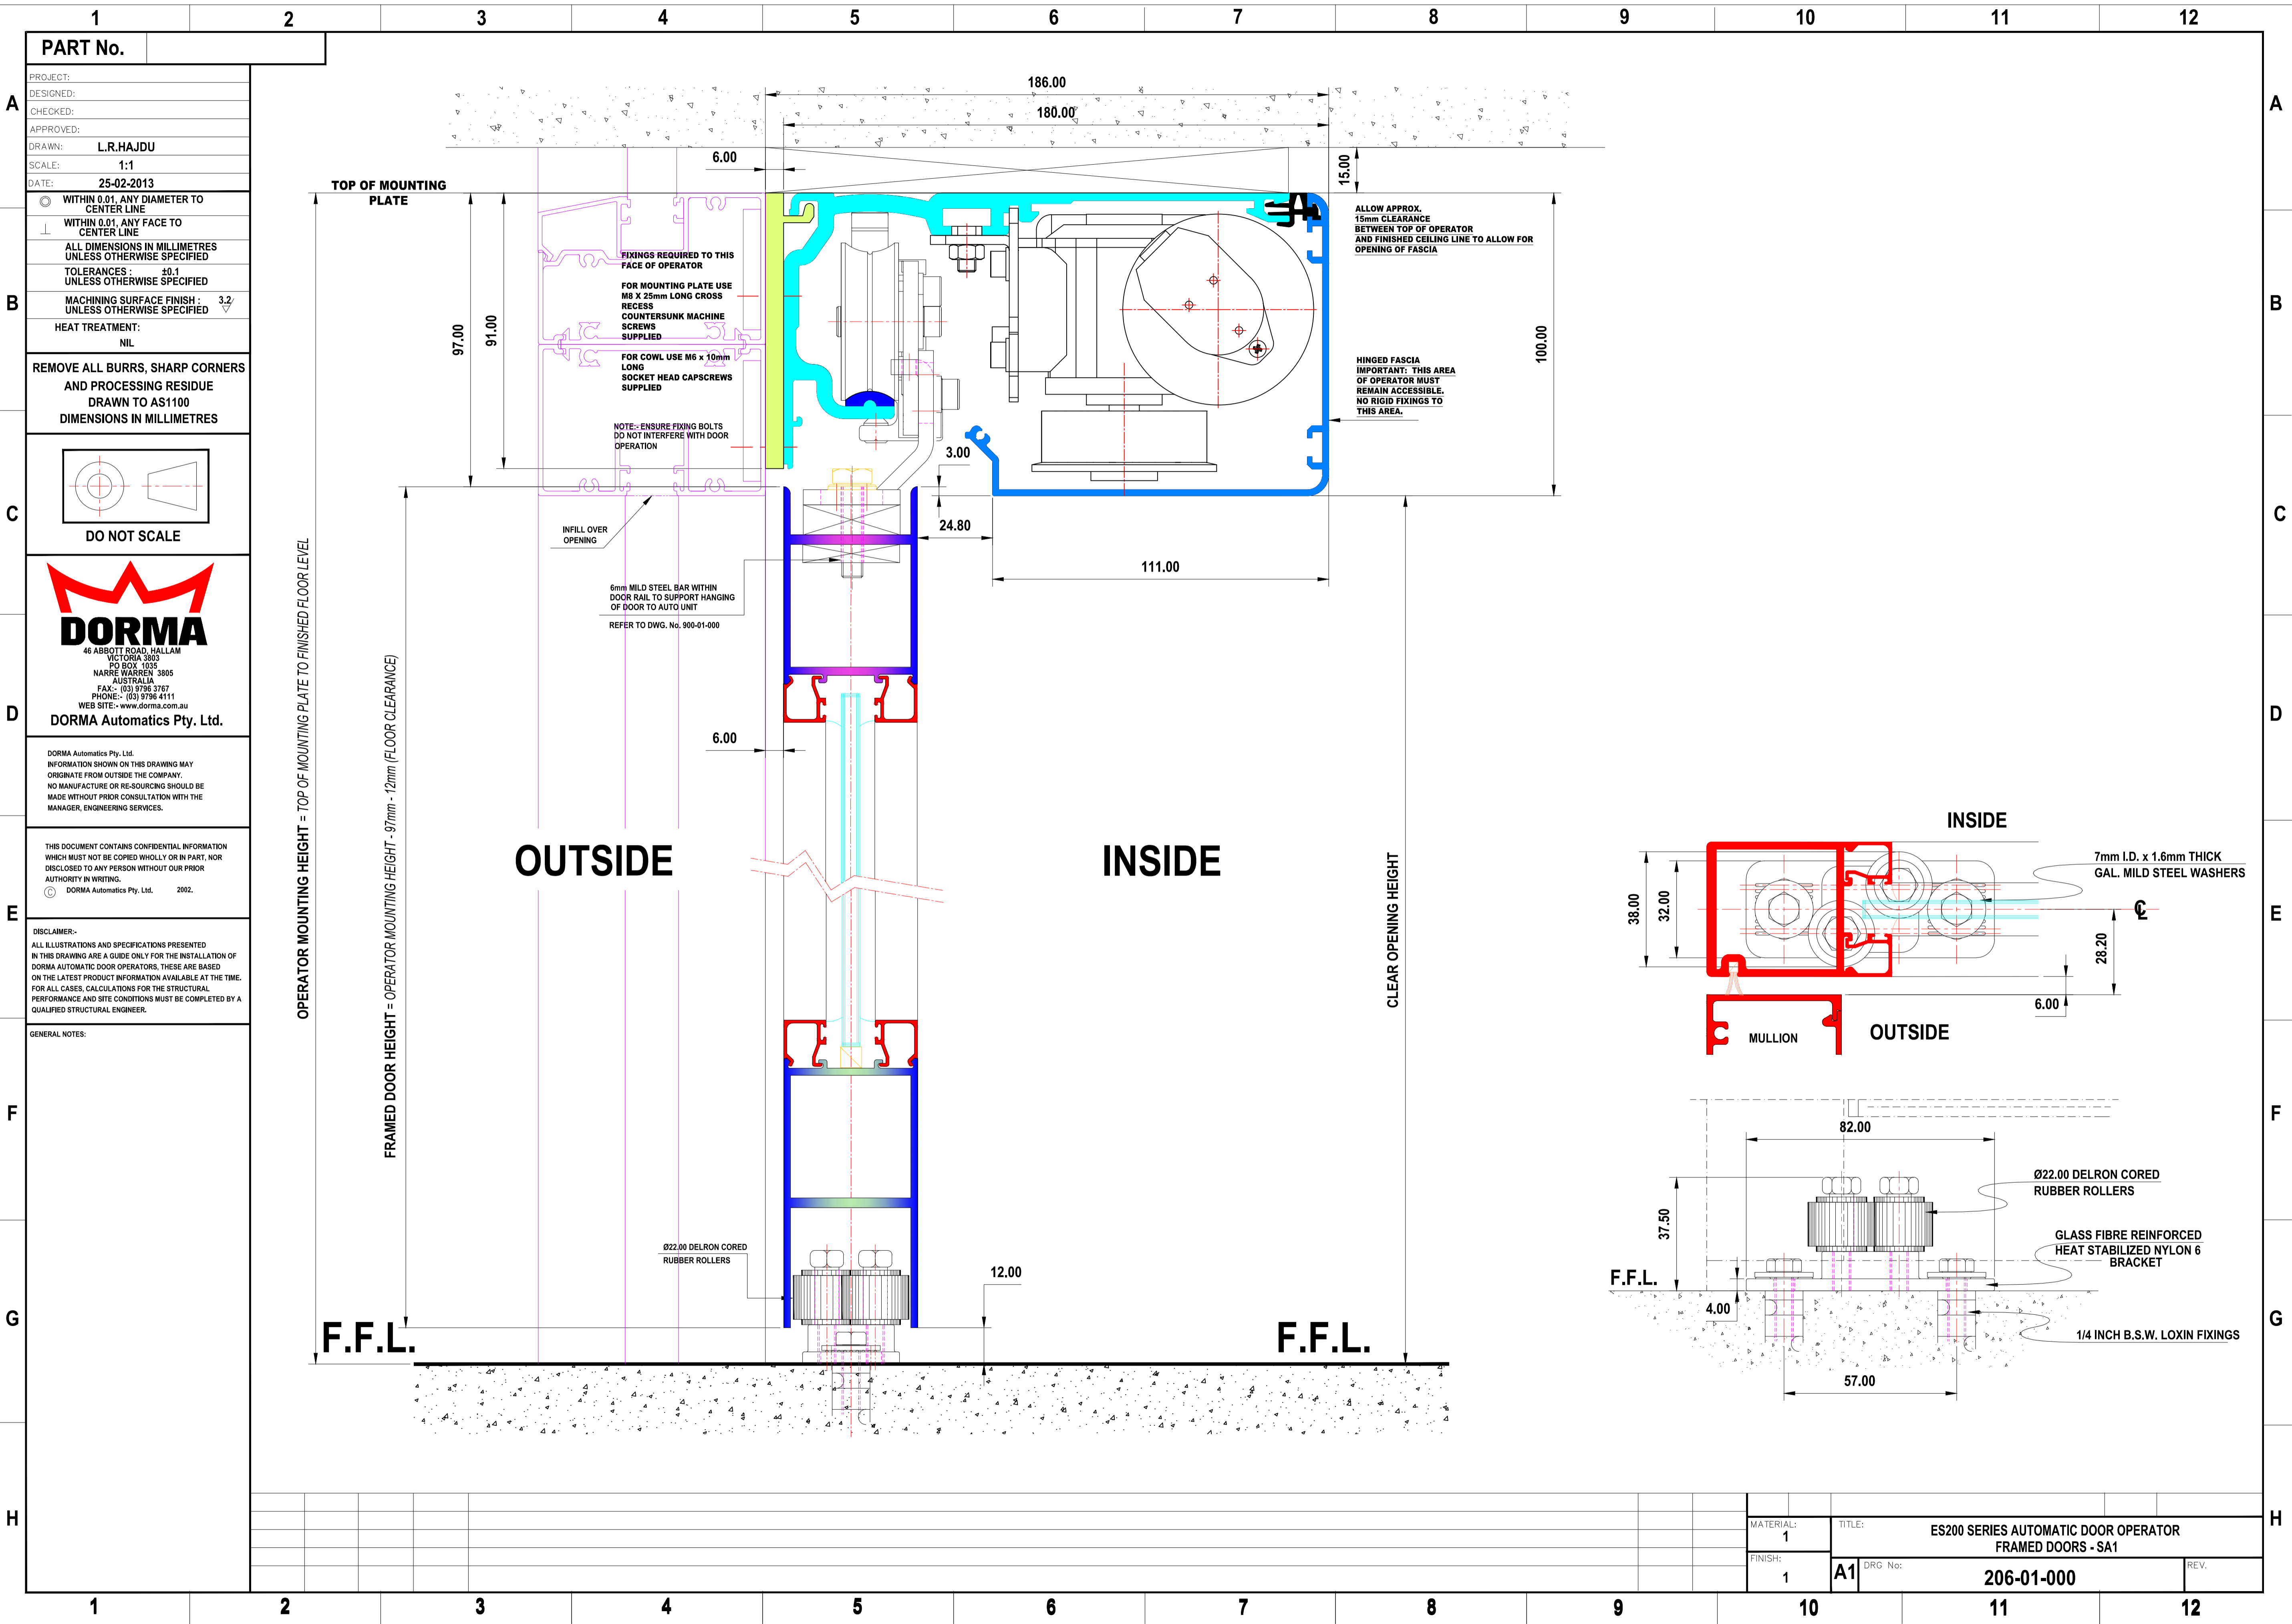 1 2 3 4 5 6 7 8 9 10 11 12
A
B
C
D
E
F
G
H
PART No.
PROJECT:
DESIGNED:
CHECKED:
APPROVED:
DRAWN: L.R.HAJDU
SCALE: 1:1
DATE: 25-02-2013
WITHIN 0.01, ANY DIAMETER TO
CENTER LINE
WITHIN 0.01, ANY FACE TO
CENTER LINE
ALL DIMENSIONS IN MILLIMETRES
UNLESS OTHERWISE SPECIFIED
TOLERANCES : ±0.1
UNLESS OTHERWISE SPECIFIED
MACHINING SURFACE FINISH : 3.2
UNLESS OTHERWISE SPECIFIED
HEAT TREATMENT:
NIL
REMOVE ALL BURRS, SHARP CORNERS
AND PROCESSING RESIDUE
DRAWN TO AS1100
DIMENSIONS IN MILLIMETRES
DO NOT SCALE
DORMA
46 ABBOTT ROAD, HALLAM
VICTORIA 3803
PO BOX 1035
NARRE WARREN 3805
AUSTRALIA
FAX:- (03) 9796 3767
PHONE:- (03) 9796 4111
WEB SITE:- www.dorma.com.au
DORMA Automatics Pty. Ltd.
DORMA Automatics Pty. Ltd.
INFORMATION SHOWN ON THIS DRAWING MAY
ORIGINATE FROM OUTSIDE THE COMPANY.
NO MANUFACTURE OR RE-SOURCING SHOULD BE
MADE WITHOUT PRIOR CONSULTATION WITH THE
MANAGER, ENGINEERING SERVICES.
THIS DOCUMENT CONTAINS CONFIDENTIAL INFORMATION
WHICH MUST NOT BE COPIED WHOLLY OR IN PART, NOR
DISCLOSED TO ANY PERSON WITHOUT OUR PRIOR
AUTHORITY IN WRITING.
© DORMA Automatics Pty. Ltd. 2002.
DISCLAIMER:-
ALL ILLUSTRATIONS AND SPECIFICATIONS PRESENTED
IN THIS DRAWING ARE A GUIDE ONLY FOR THE INSTALLATION OF
DORMA AUTOMATIC DOOR OPERATORS, THESE ARE BASED
ON THE LATEST PRODUCT INFORMATION AVAILABLE AT THE TIME.
FOR ALL CASES, CALCULATIONS FOR THE STRUCTURAL
PERFORMANCE AND SITE CONDITIONS MUST BE COMPLETED BY A
QUALIFIED STRUCTURAL ENGINEER.
GENERAL NOTES:
186.00
180.00
6.00
15.00
TOP OF MOUNTING
PLATE
97.00
91.00
100.00
FIXINGS REQUIRED TO THIS
FACE OF OPERATOR
FOR MOUNTING PLATE USE
M8 X 25mm LONG CROSS
RECESS
COUNTERSUNK MACHINE
SCREWS
SUPPLIED
FOR COWL USE M6 x 10mm
LONG
SOCKET HEAD CAPSCREWS
SUPPLIED
NOTE:- ENSURE FIXING BOLTS
DO NOT INTERFERE WITH DOOR
OPERATION
ALLOW APPROX.
15mm CLEARANCE
BETWEEN TOP OF OPERATOR
AND FINISHED CEILING LINE TO ALLOW FOR
OPENING OF FASCIA
HINGED FASCIA
IMPORTANT: THIS AREA
OF OPERATOR MUST
REMAIN ACCESSIBLE.
NO RIGID FIXINGS TO
THIS AREA.
3.00
24.80
111.00
INFILL OVER
OPENING
6mm MILD STEEL BAR WITHIN
DOOR RAIL TO SUPPORT HANGING
OF DOOR TO AUTO UNIT
REFER TO DWG. No. 900-01-000
OPERATOR MOUNTING HEIGHT = TOP OF MOUNTING PLATE TO FINISHED FLOOR LEVEL
FRAMED DOOR HEIGHT = OPERATOR MOUNTING HEIGHT - 97mm - 12mm (FLOOR CLEARANCE)
6.00
OUTSIDE
INSIDE
CLEAR OPENING HEIGHT
Ø22.00 DELRON CORED
RUBBER ROLLERS
12.00
F.F.L.
F.F.L.
INSIDE
7mm I.D. x 1.6mm THICK
GAL. MILD STEEL WASHERS
38.00
32.00
28.20
6.00
MULLION
OUTSIDE
82.00
37.50
Ø22.00 DELRON CORED
RUBBER ROLLERS
GLASS FIBRE REINFORCED
HEAT STABILIZED NYLON 6
BRACKET
F.F.L.
4.00
1/4 INCH B.S.W. LOXIN FIXINGS
57.00
MATERIAL:
1
FINISH:
1
TITLE:
ES200 SERIES AUTOMATIC DOOR OPERATOR
FRAMED DOORS - SA1
A1
DRG No:
206-01-000
REV.
A
B
C
D
E
F
G
H
1 2 3 4 5 6 7 8 9 10 11 12